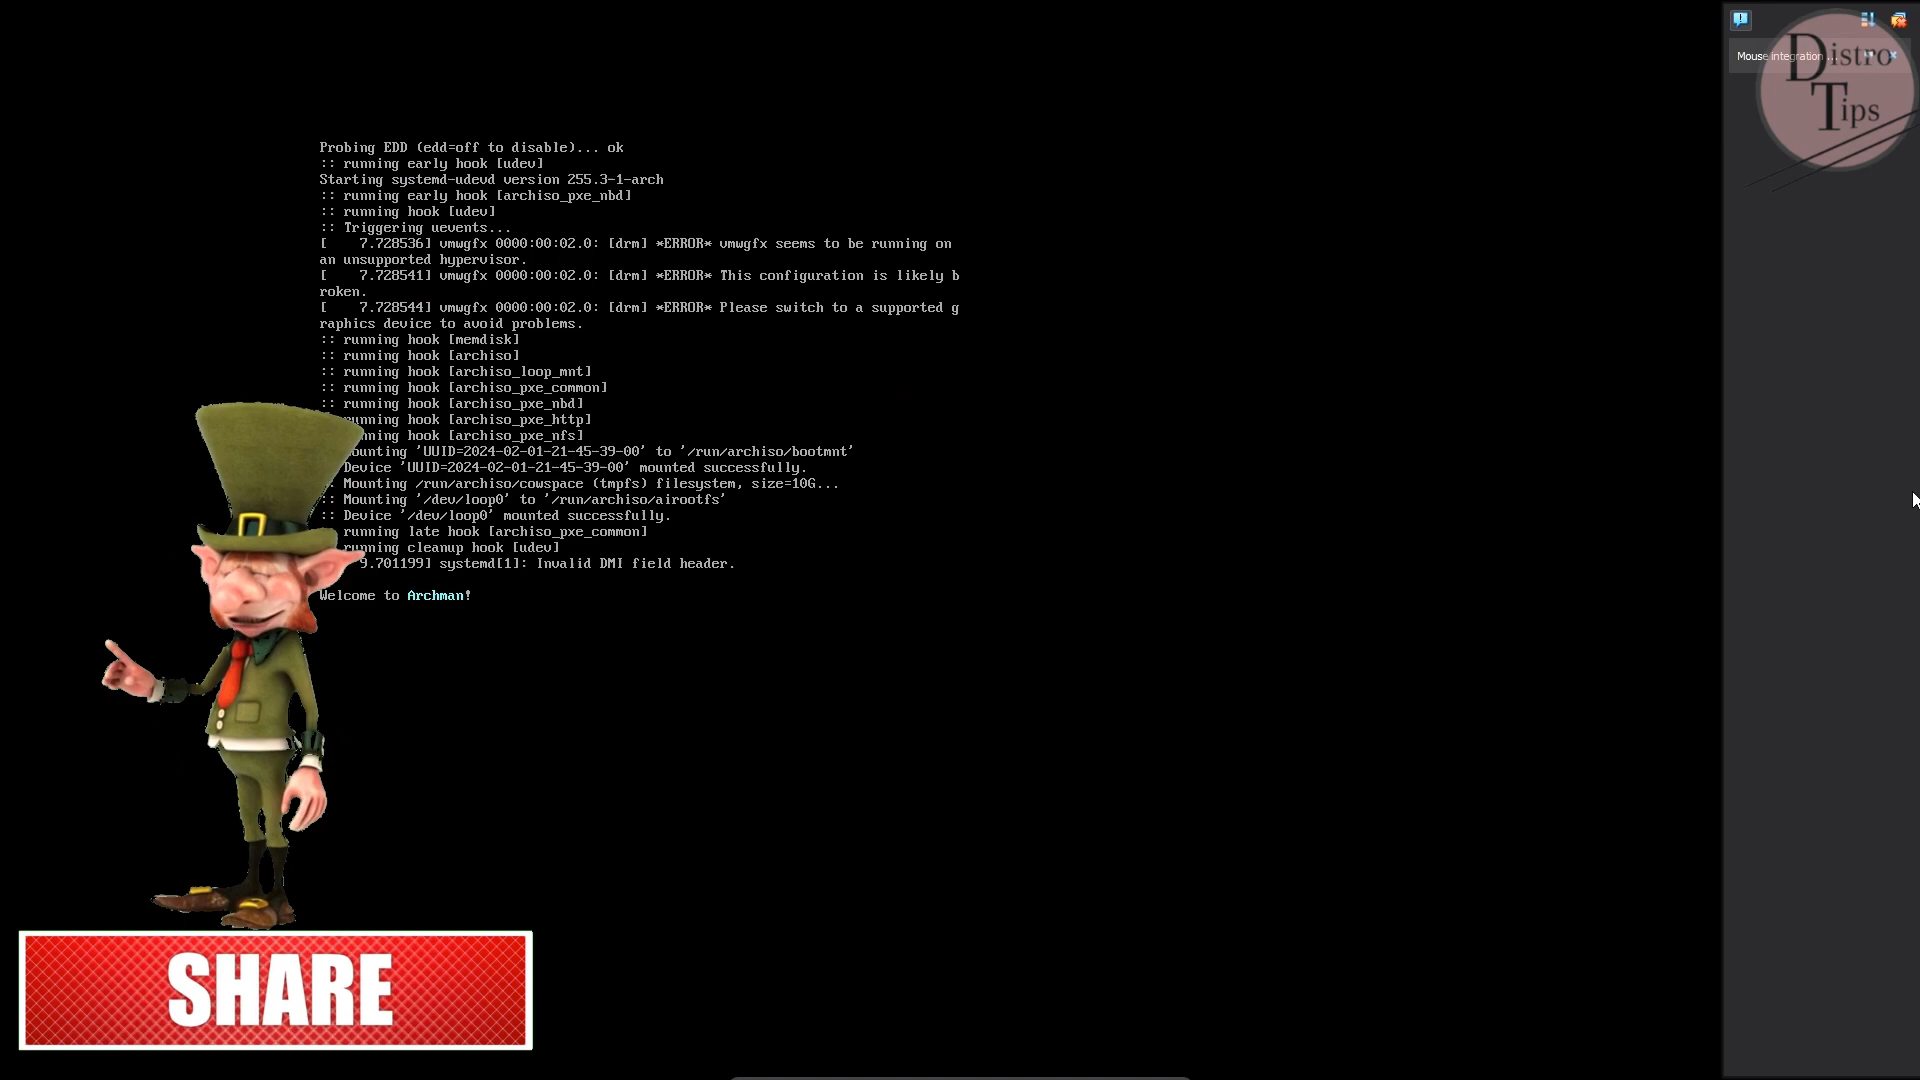 Distro
Tips
Mouse integration ...
Probing EDD (edd=off to disable)... ok
:: running early hook [udev]
Starting systemd-udevd version 255.3-1-arch
:: running early hook [archiso_pxe_nbd]
:: running hook [udev]
:: Triggering uevents...
[    7.728536] vmwgfx 0000:00:02.0: [drm] *ERROR* vmwgfx seems to be running on
an unsupported hypervisor.
[    7.728541] vmwgfx 0000:00:02.0: [drm] *ERROR* This configuration is likely b
roken.
[    7.728544] vmwgfx 0000:00:02.0: [drm] *ERROR* Please switch to a supported g
raphics device to avoid problems.
:: running hook [memdisk]
:: running hook [archiso]
:: running hook [archiso_loop_mnt]
:: running hook [archiso_pxe_common]
:: running hook [archiso_pxe_nbd]
unning hook [archiso_pxe_http]
nning hook [archiso_pxe_nfs]
ounting 'UUID=2024-02-01-21-45-39-00' to '/run/archiso/bootmnt'
Device 'UUID=2024-02-01-21-45-39-00' mounted successfully.
: Mounting /run/archiso/cowspace (tmpfs) filesystem, size=10G...
:: Mounting '/dev/loop0' to '/run/archiso/airootfs'
:: Device '/dev/loop0' mounted successfully.
running late hook [archiso_pxe_common]
running cleanup hook [udev]
9.701199] systemd[1]: Invalid DMI field header.
Welcome to Archman!
SHARE